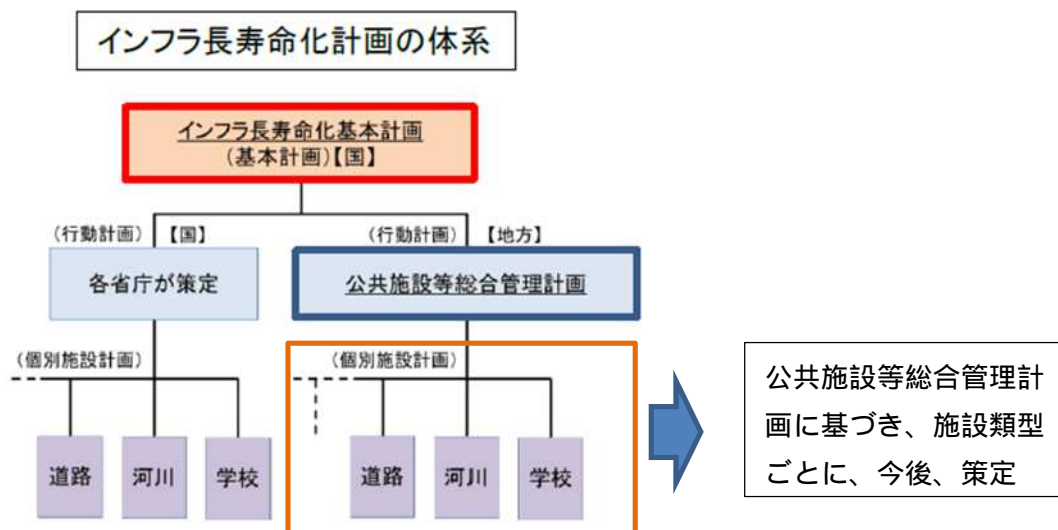 インフラ長寿命化計画の体系
インフラ長寿命化基本計画
(基本計画)【国】
(行動計画)
【国】
(行動計画)
【地方】
各省庁が策定
公共施設等総合管理計画
(個別施設計画)
(個別施設計画)
道路
河川
学校
道路
河川
学校
公共施設等総合管理計
画に基づき、施設類型
ごとに、今後、策定